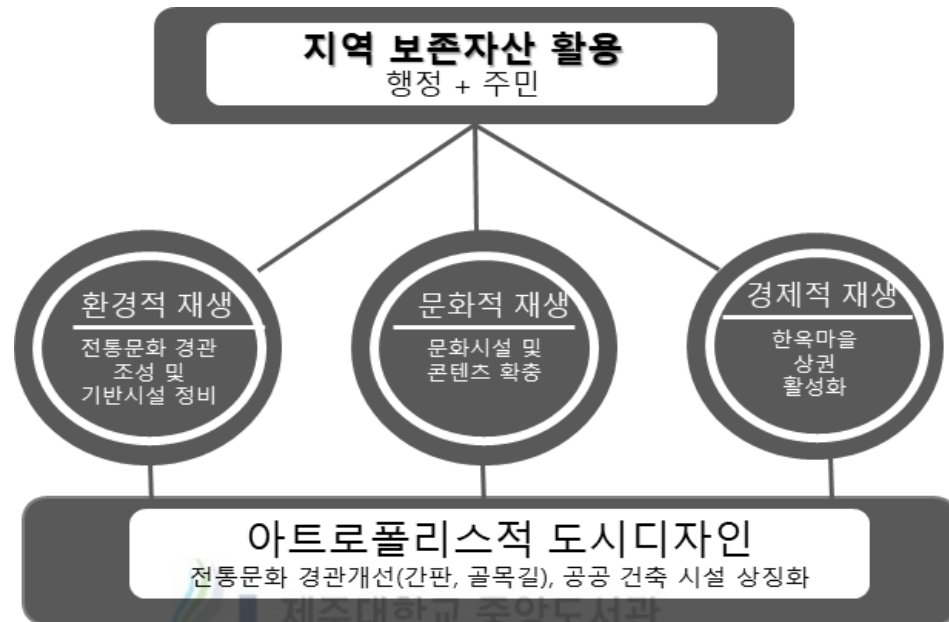 지역 보존자산 활용
행정 + 주민
환경적 재생
전통문화 경관
조성 및
기반시설 정비
문화적 재생
문화시설 및
콘텐츠 확충
경제적 재생
한옥마을
상권
활성화
아트로폴리스적 도시디자인
전통문화 경관개선(간판, 골목길), 공공 건축 시설 상징화
제주대학교 중앙도서관